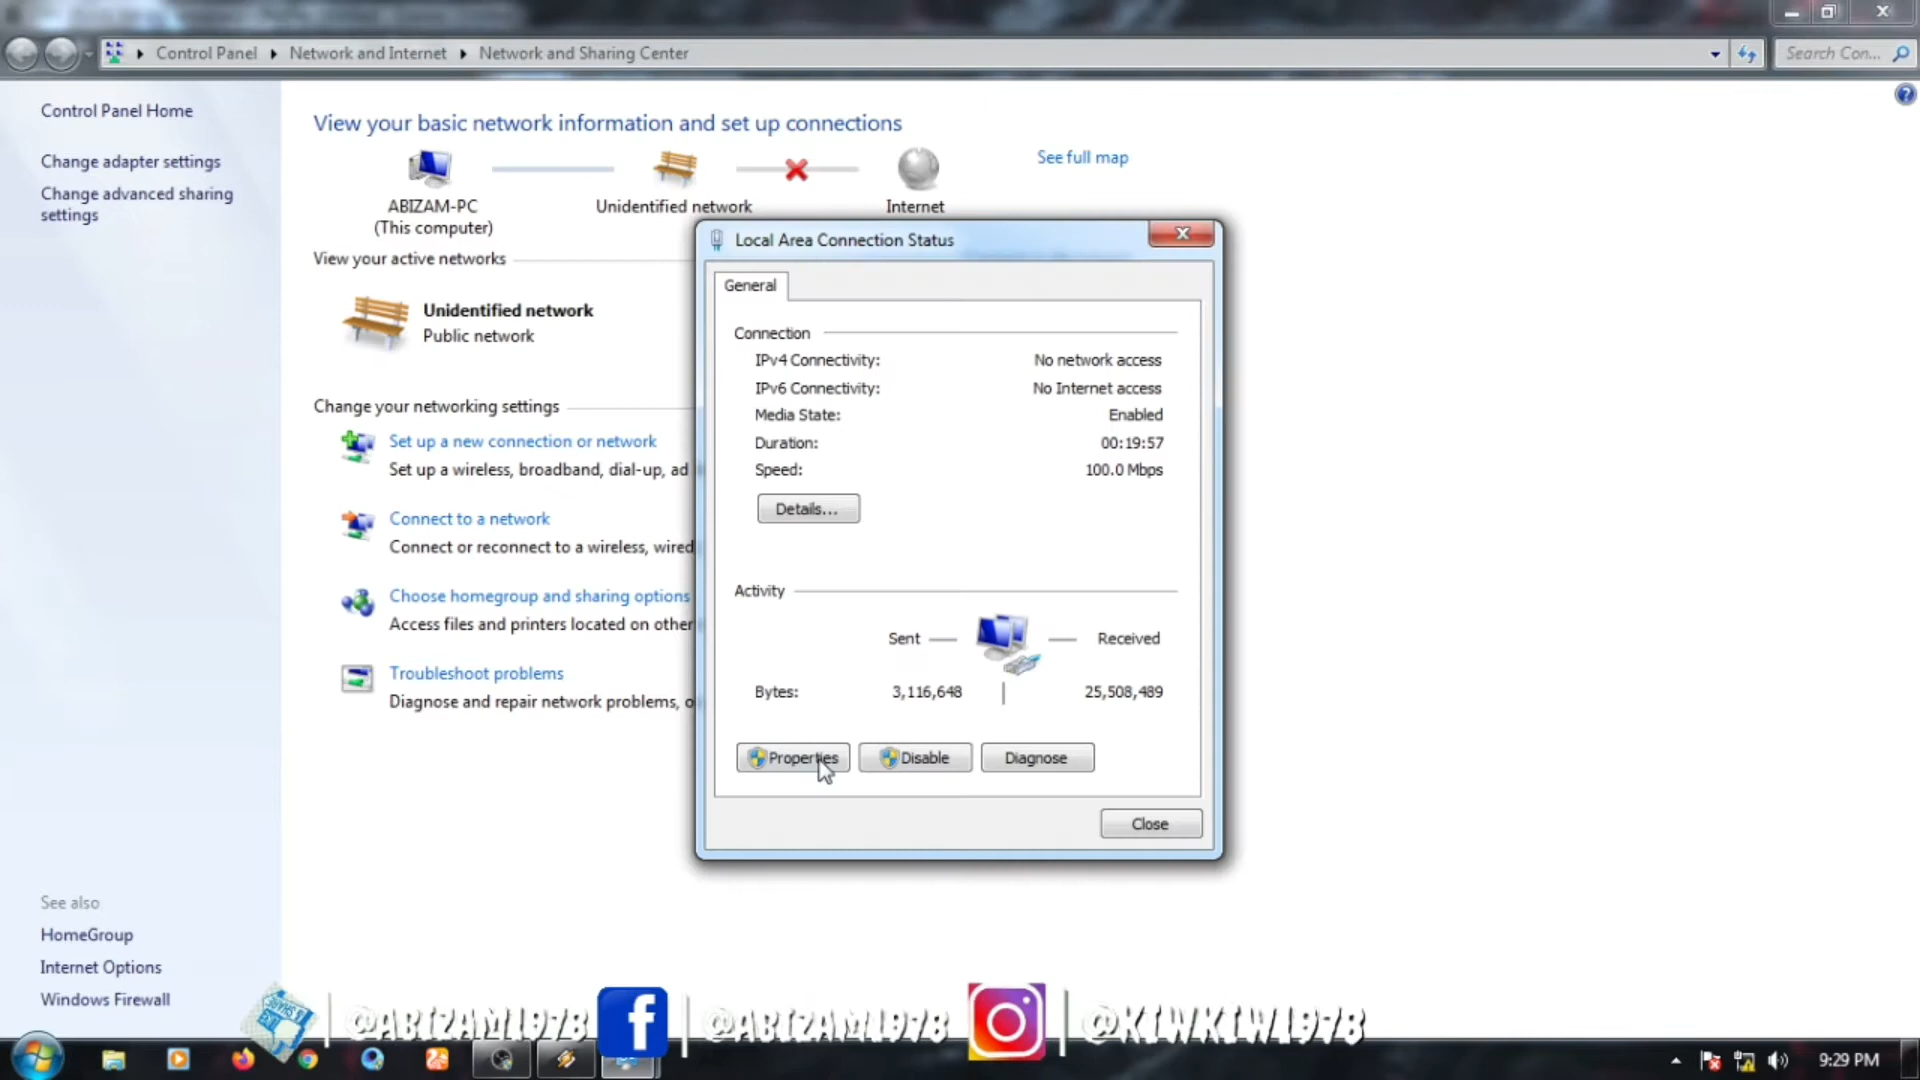 Control Panel
Network and Internet
Network and Sharing Center
Search Con...
Control Panel Home
Change adapter settings
Change advanced sharing
settings
View your basic network information and set up connections
See full map
ABIZAM-PC
(This computer)
Unidentified network
Internet
View your active networks
Unidentified network
Public network
Change your networking settings
Set up a new connection or network
Set up a wireless, broadband, dial-up, ad
Connect to a network
Connect or reconnect to a wireless, wired
Choose homegroup and sharing options
Access files and printers located on other
Troubleshoot problems
Diagnose and repair network problems, o
Local Area Connection Status
General
Connection
IPv4 Connectivity: No network access
IPv6 Connectivity: No Internet access
Media State: Enabled
Duration: 00:19:57
Speed: 100.0 Mbps
Details...
Activity
Sent Received
Bytes: 3,116,648 25,508,489
Properties Disable Diagnose
Close
See also
HomeGroup
Internet Options
Windows Firewall
@ABIZAM1978 @ABIZAM1978 @KIWKIW1978
9:29 PM